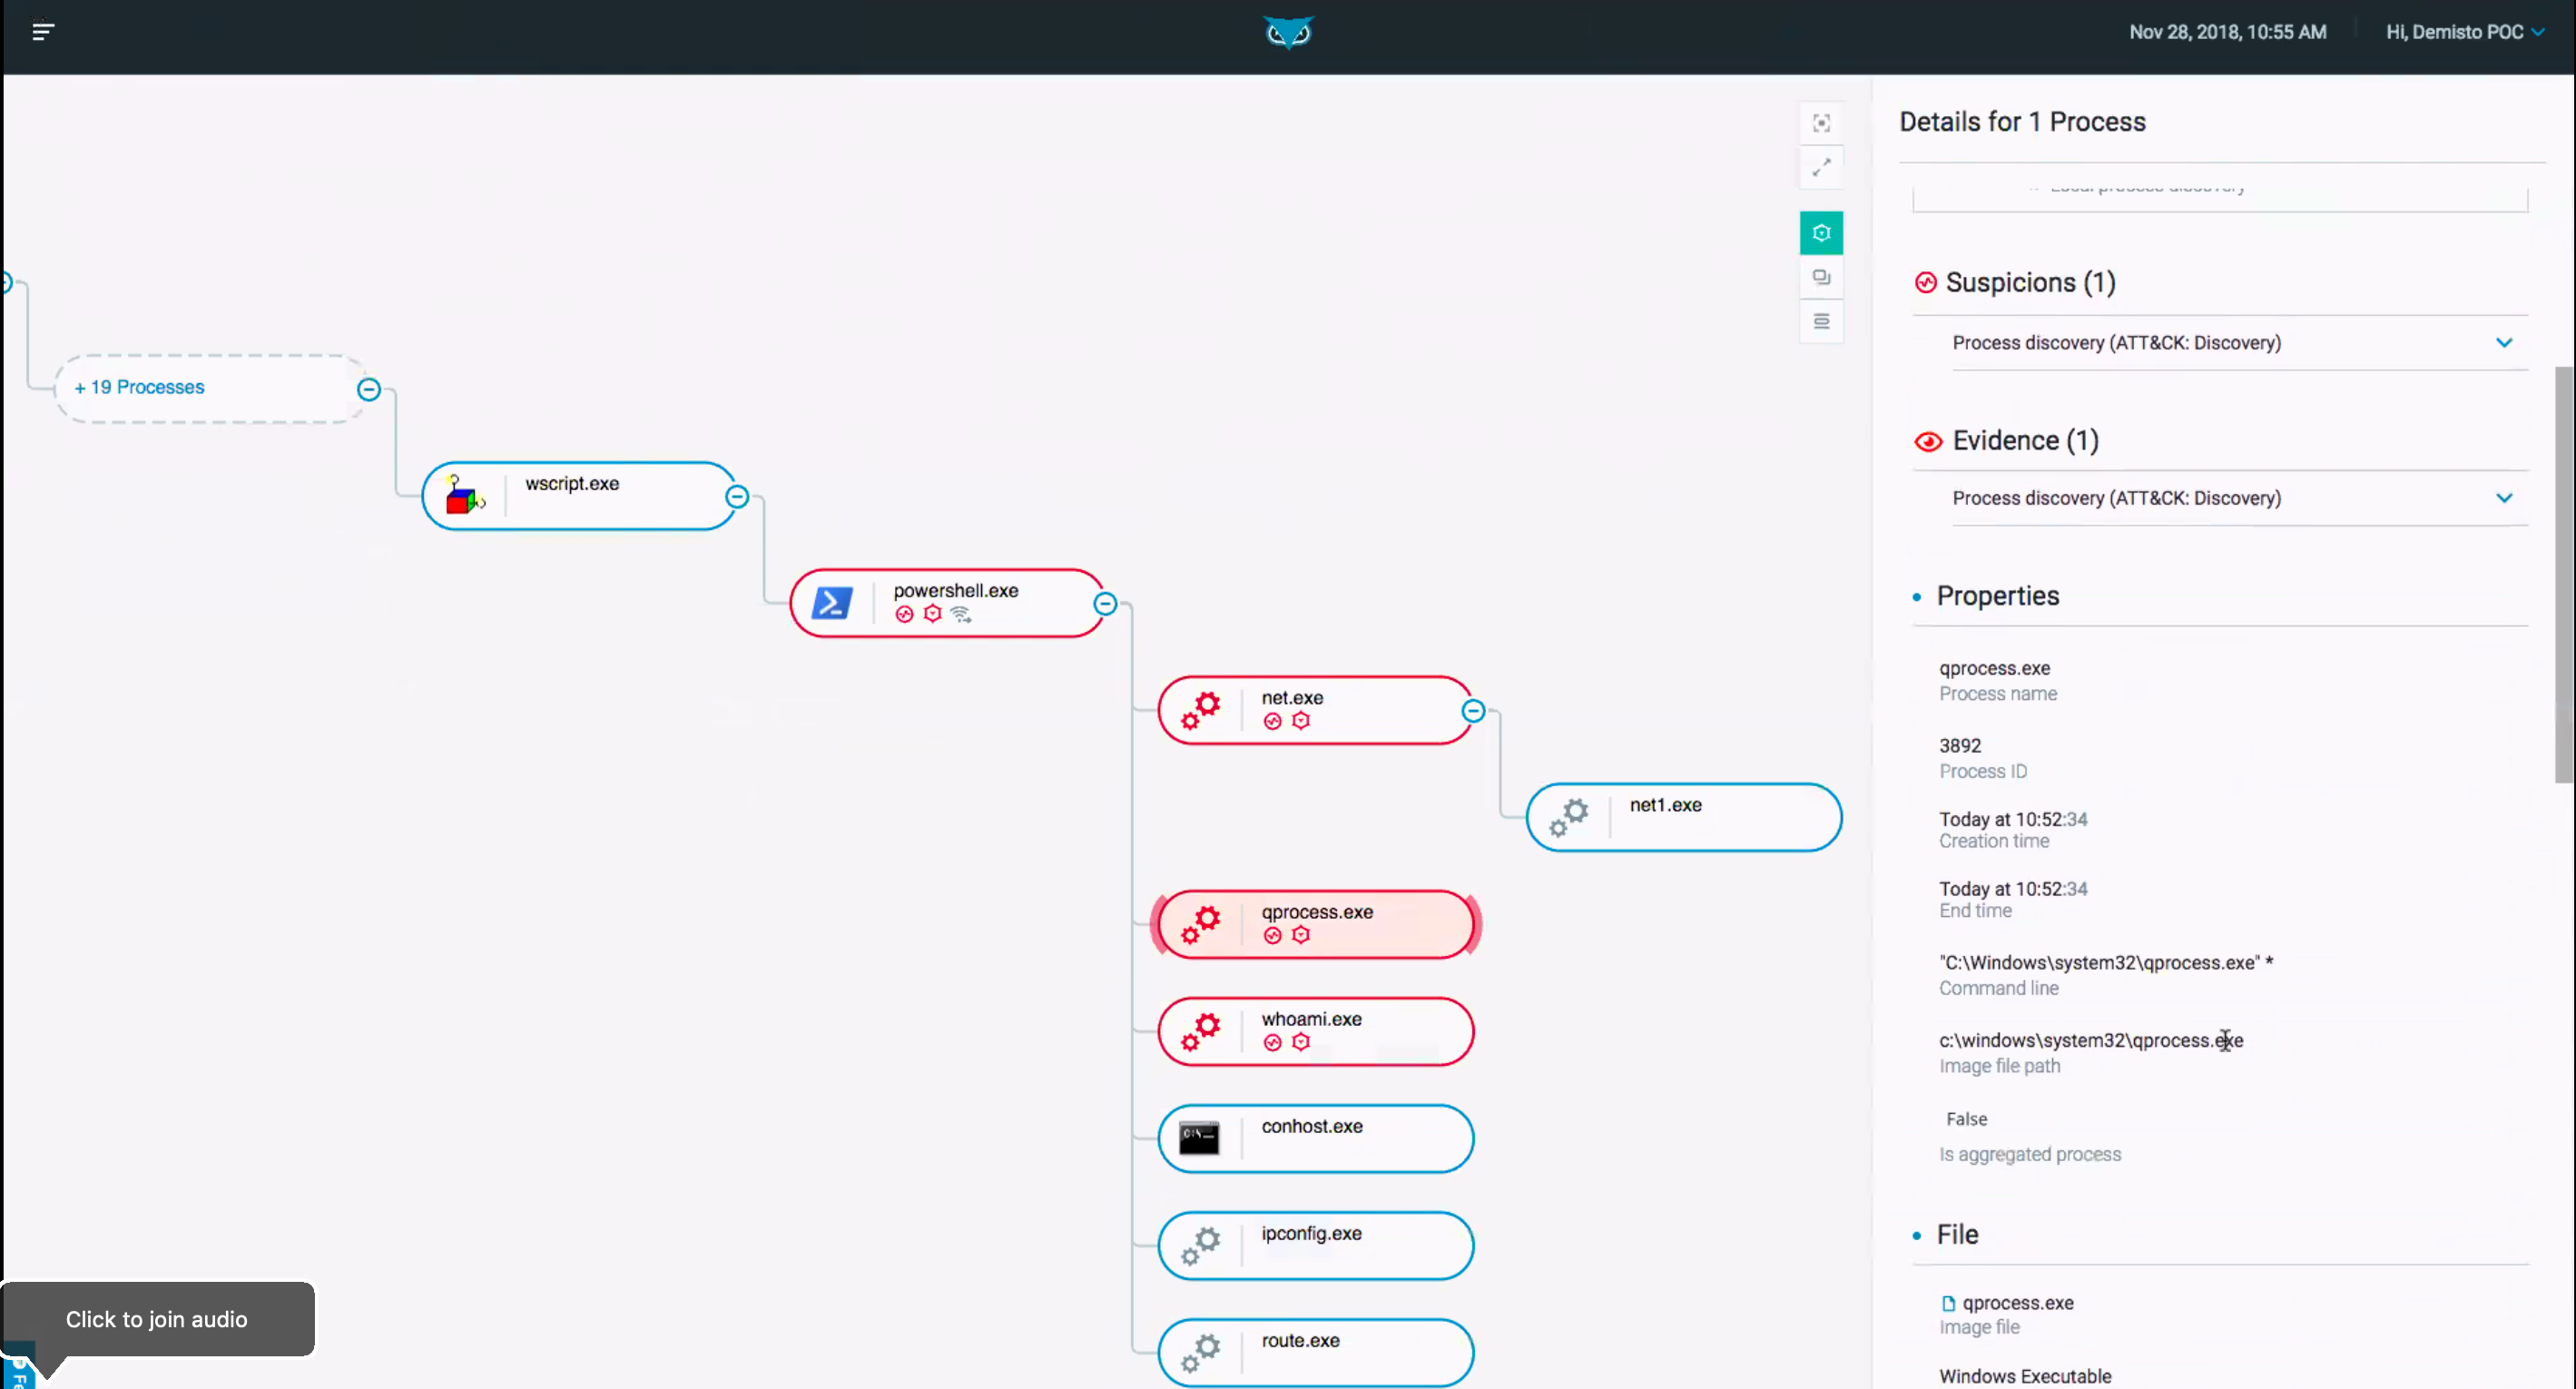 Nov 28, 2018, 10:55 AM
Hi, Demisto POC
+ 19 Processes
wscript.exe
powershell.exe
net.exe
net1.exe
qprocess.exe
whoami.exe
conhost.exe
ipconfig.exe
route.exe
Click to join audio
Fe
Details for 1 Process
Local process discovery
Suspicions (1)
Process discovery (ATT&CK: Discovery)
Evidence (1)
Process discovery (ATT&CK: Discovery)
Properties
qprocess.exe
Process name
3892
Process ID
Today at 10:52:34
Creation time
Today at 10:52:34
End time
"C:\Windows\system32\qprocess.exe" *
Command line
c:\windows\system32\qprocess.exe
Image file path
False
Is aggregated process
File
qprocess.exe
Image file
Windows Executable